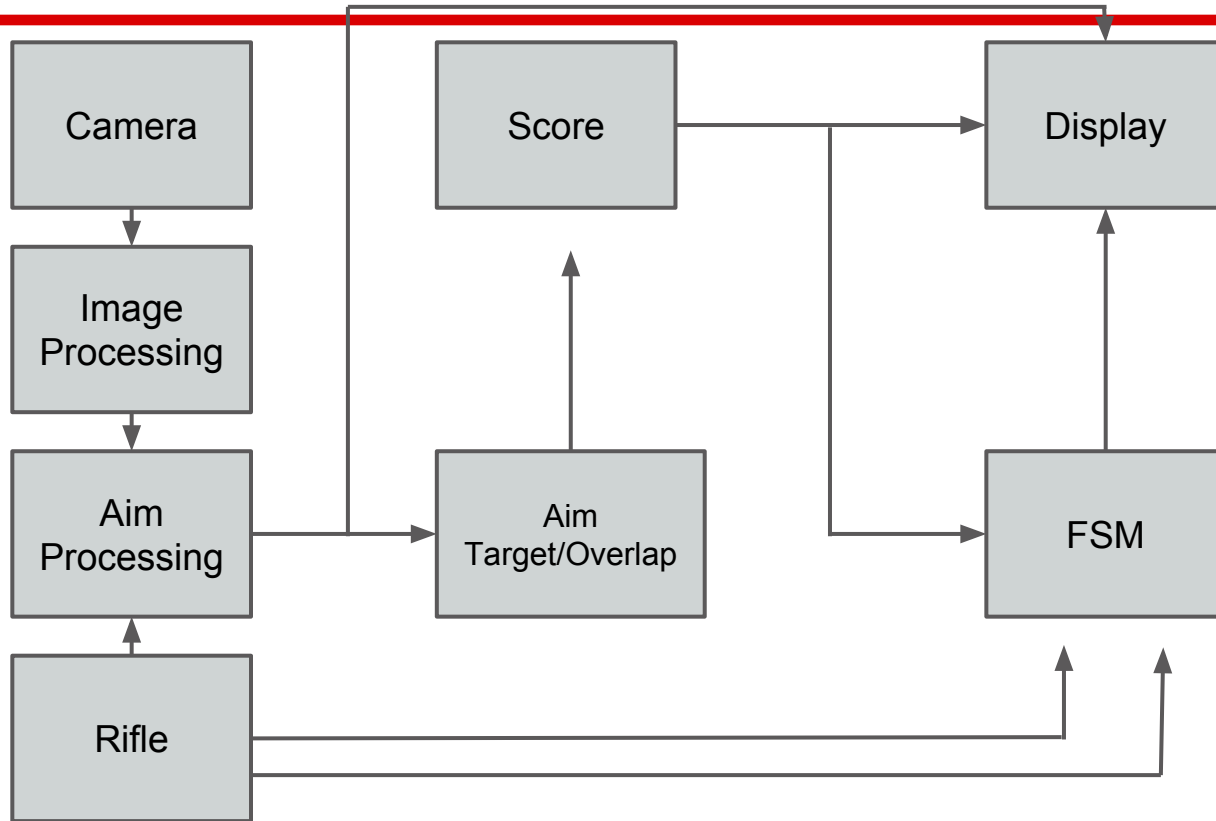 Camera
Score
Display
Image
Processing
Aim
Processing
Aim
Target/Overlap
FSM
Rifle